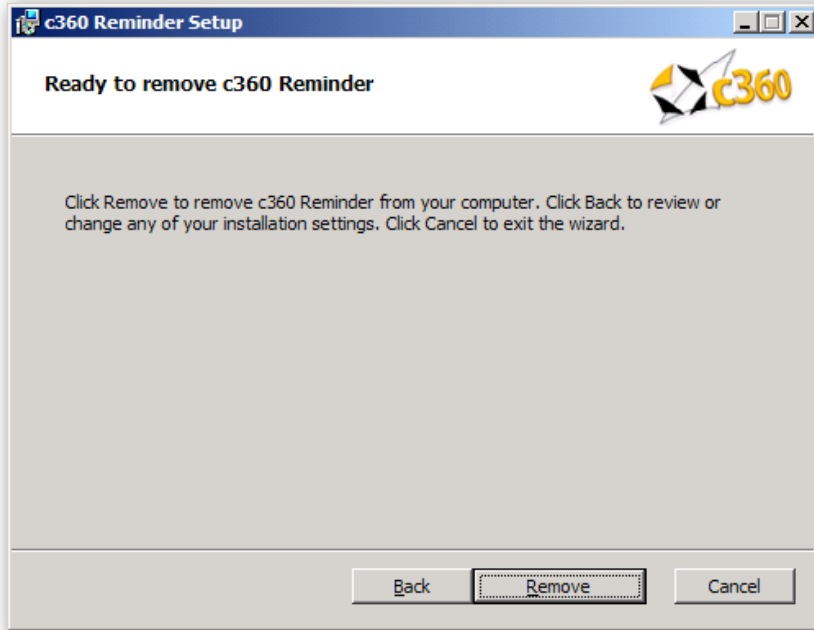 c360 Reminder Setup
Ready to remove c360 Reminder
c360
Click Remove to remove c360 Reminder from your computer. Click Back to review or
change any of your installation settings. Click Cancel to exit the wizard.
Back
Remove
Cancel